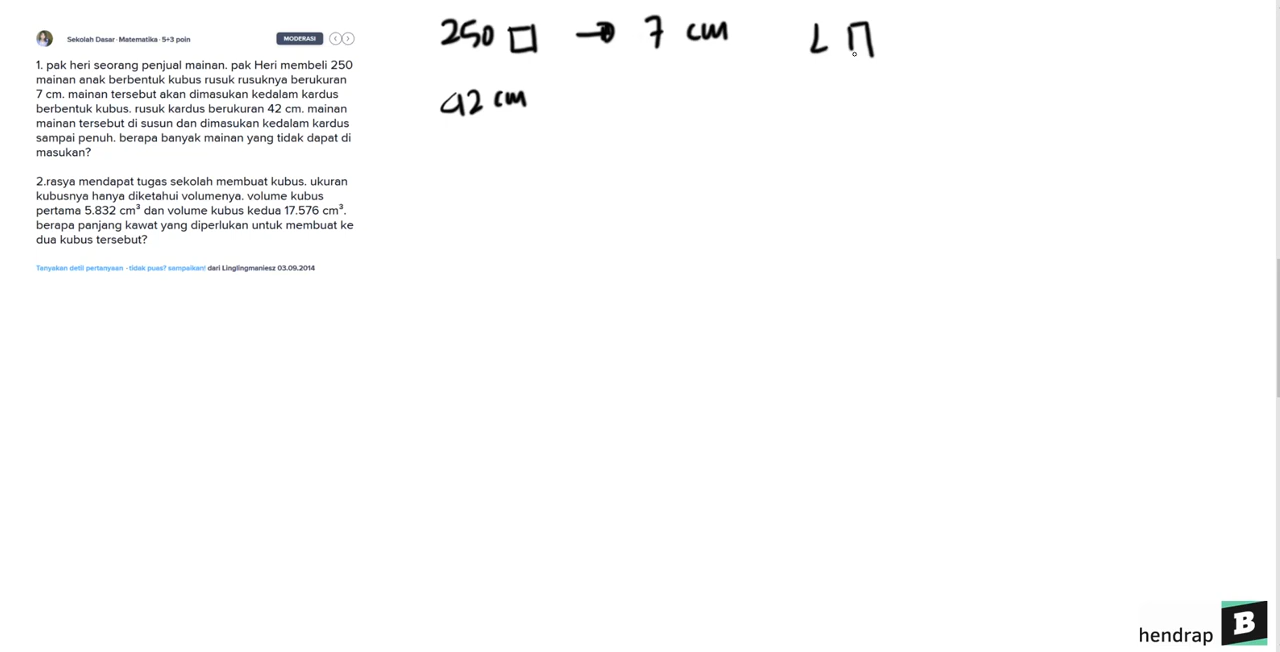 Sekolah Dasar · Matematika · 5+3 poin
MODERASI
1. pak heri seorang penjual mainan. pak Heri membeli 250
mainan anak berbentuk kubus rusuk rusuknya berukuran
7 cm. mainan tersebut akan dimasukan kedalam kardus
berbentuk kubus. rusuk kardus berukuran 42 cm. mainan
mainan tersebut di susun dan dimasukan kedalam kardus
sampai penuh. berapa banyak mainan yang tidak dapat di
masukan?
2.rasya mendapat tugas sekolah membuat kubus. ukuran
kubusnya hanya diketahui volumenya. volume kubus
pertama 5.832 cm³ dan volume kubus kedua 17.576 cm³.
berapa panjang kawat yang diperlukan untuk membuat ke
dua kubus tersebut?
Tanyakan detil pertanyaan - tidak puas? sampaikan! dari Linglingmaniesz 03.09.2014
250 □ → 7 cm L
42 cm
hendrap B